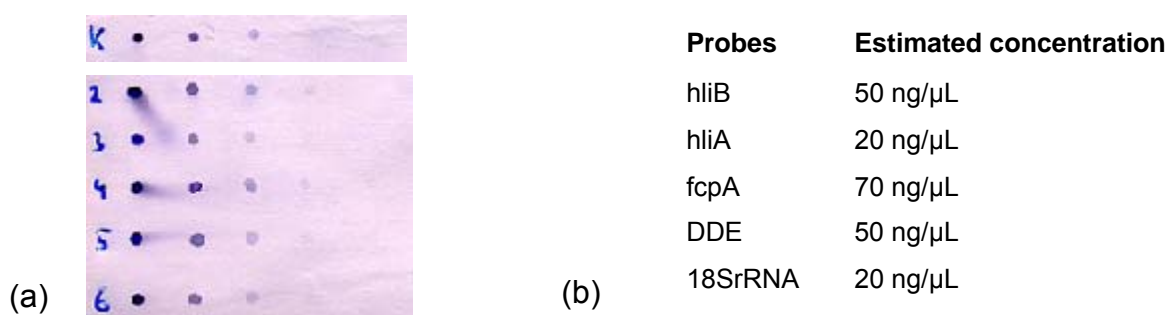 K
2
3
4
5
6
(a)
(b)
Probes Estimated concentration
hliB 50 ng/µL
hliA 20 ng/µL
fcpA 70 ng/µL
DDE 50 ng/µL
18SrRNA 20 ng/µL